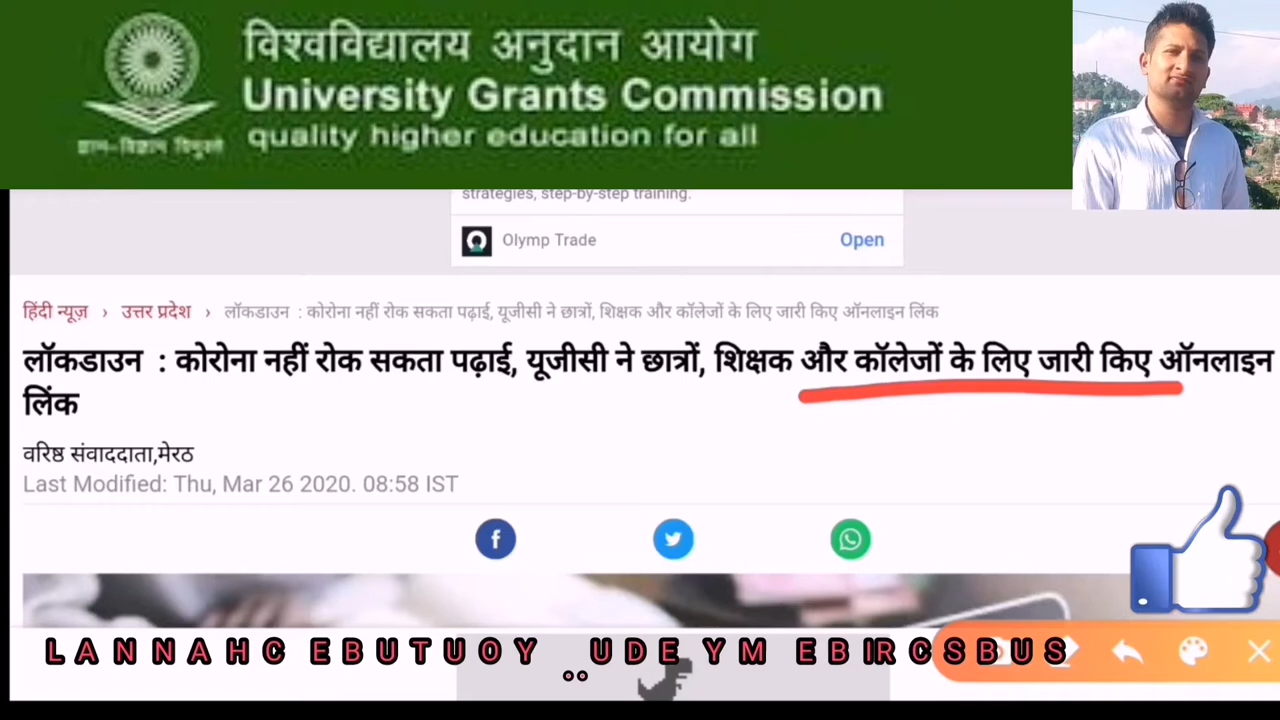 विश्वविद्यालय अनुदान आयोग
University Grants Commission
quality higher education for all
ज्ञान-विज्ञान विमुक्तये
strategies, step-by-step training.
Olymp Trade
Open
हिंदी न्यूज़ › उत्तर प्रदेश › लॉकडाउन : कोरोना नहीं रोक सकता पढ़ाई, यूजीसी ने छात्रों, शिक्षक और कॉलेजों के लिए जारी किए ऑनलाइन लिंक
लॉकडाउन : कोरोना नहीं रोक सकता पढ़ाई, यूजीसी ने छात्रों, शिक्षक और कॉलेजों के लिए जारी किए ऑनलाइन
लिंक
वरिष्ठ संवाददाता,मेरठ
Last Modified: Thu, Mar 26 2020. 08:58 IST
LANNAHC EBUTUOY ..UDE YM EBIRCSBUS